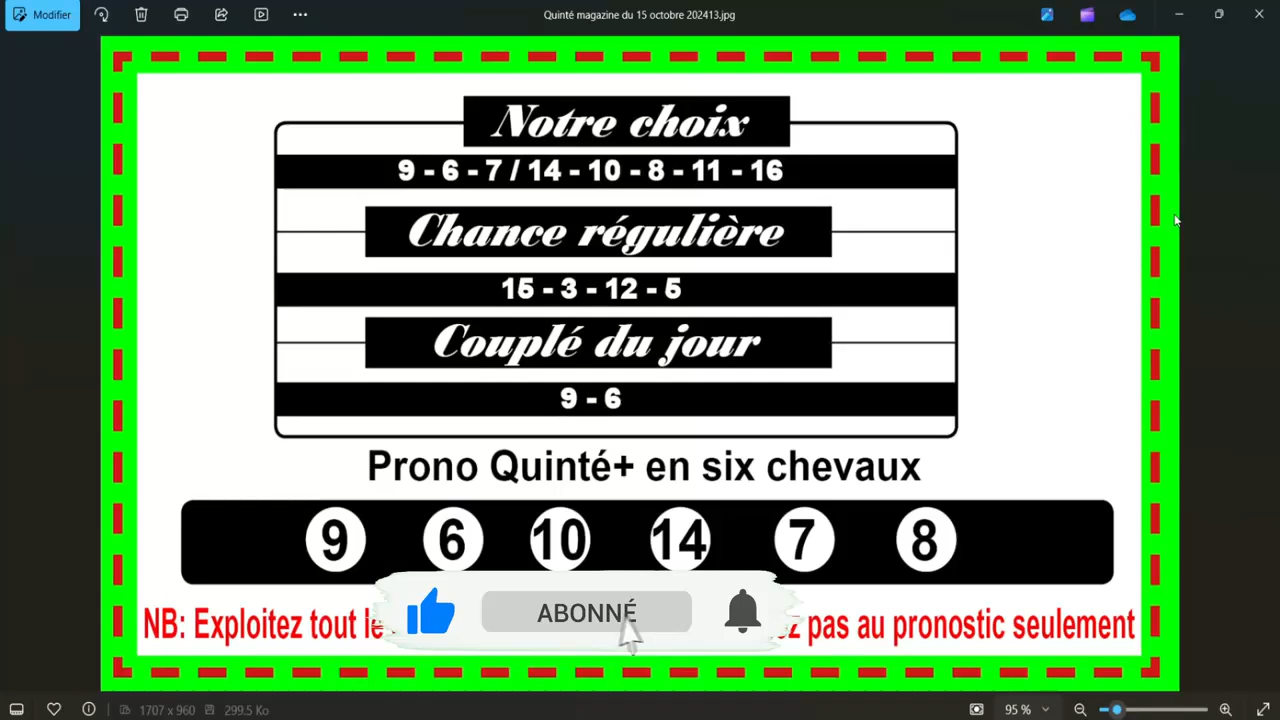 Modifier
Quinté magazine du 15 octobre 202413.jpg
Notre choix
9 - 6 - 7 / 14 - 10 - 8 - 11 - 16
Chance régulière
15 - 3 - 12 - 5
Couplé du jour
9 - 6
Prono Quinté+ en six chevaux
9 6 10 14 7 8
NB: Exploitez tout pas au pronostic seulement
ABONNÉ
1707 x 960 299.5 Ko 95 %